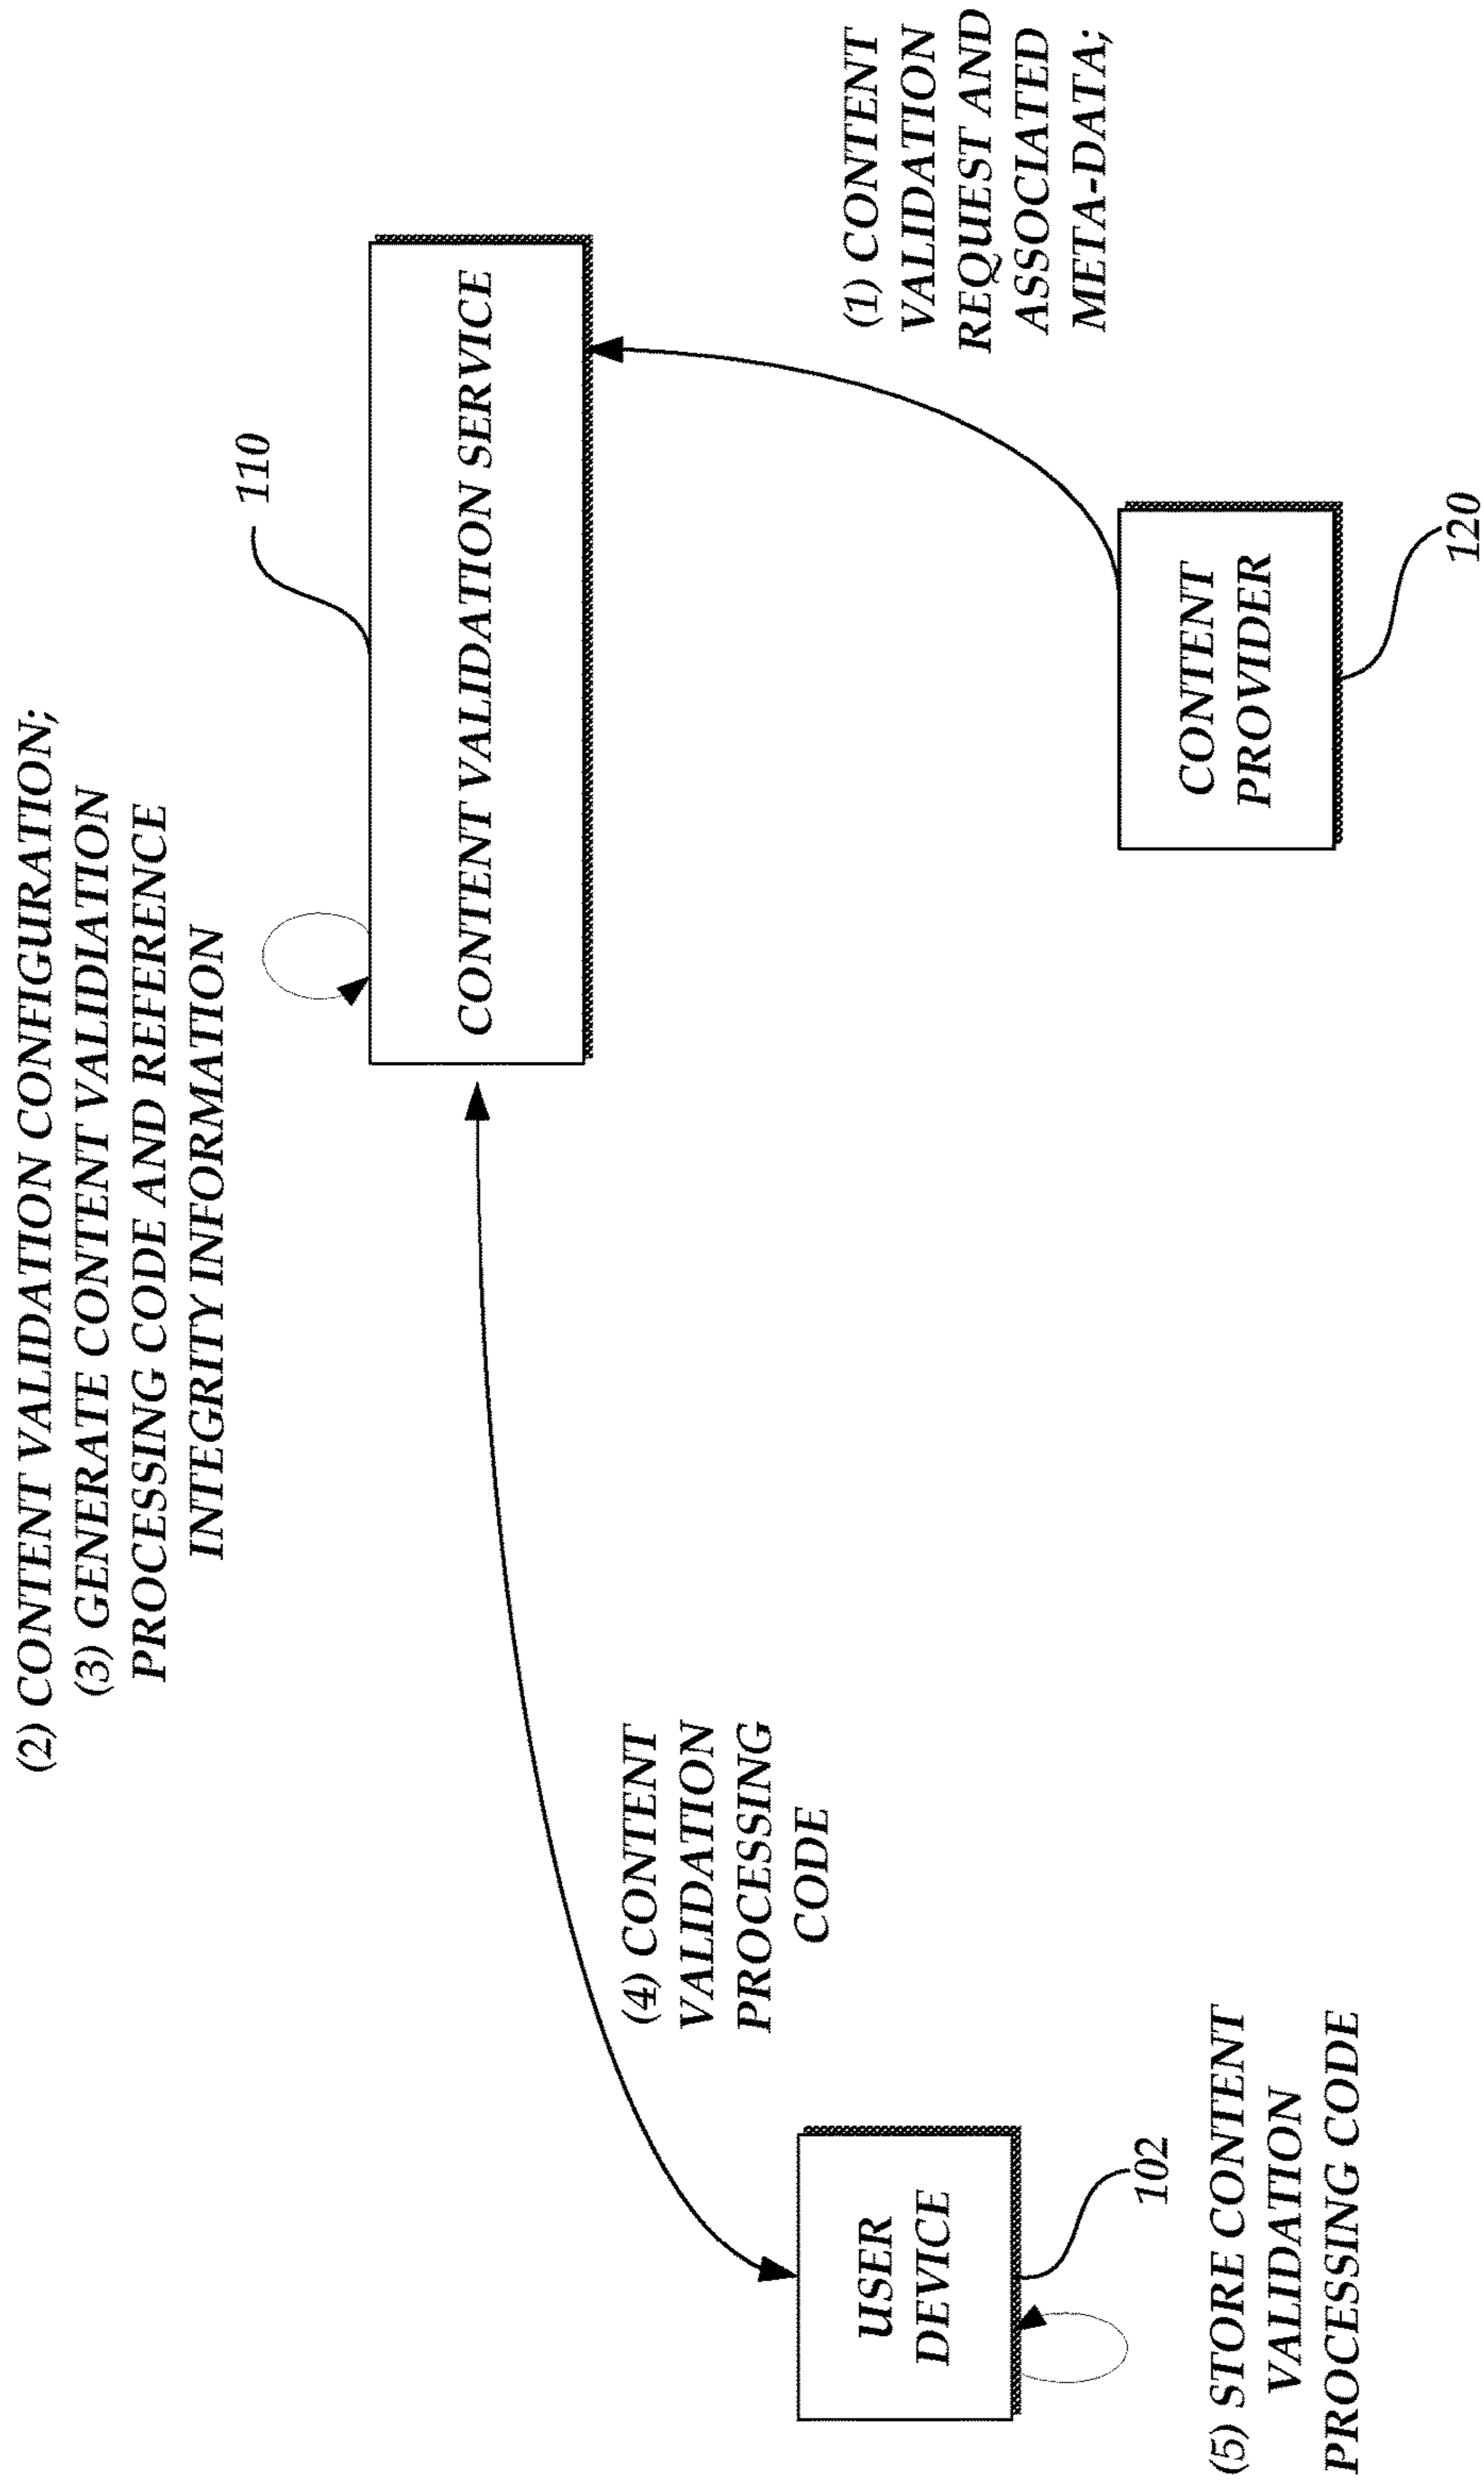 (2) CONTENT VALIDATION CONFIGURATION;
(3) GENERATE CONTENT VALIDIATION
PROCESSING CODE AND REFERENCE
INTEGRITY INFORMATION
110
CONTENT VALIDATION SERVICE
(4) CONTENT
VALIDATION
PROCESSING
CODE
(1) CONTENT
VALIDATION
REQUEST AND
ASSOCIATED
META-DATA;
USER
DEVICE
102
(5) STORE CONTENT
VALIDATION
PROCESSING CODE
CONTENT
PROVIDER
120